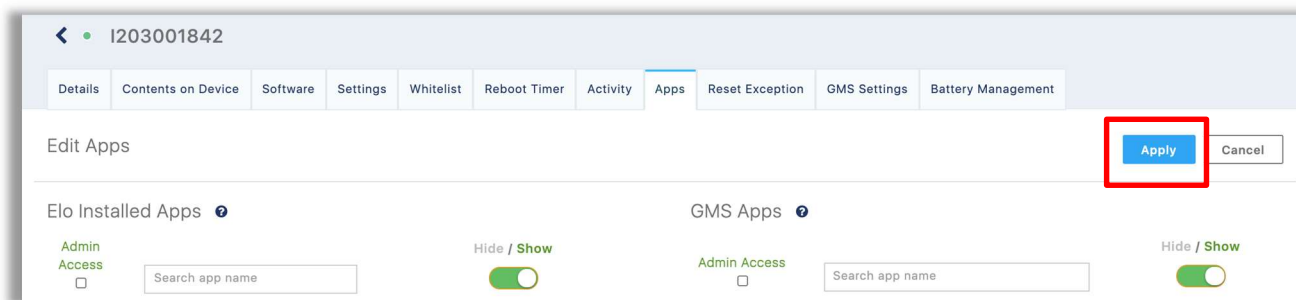 I203001842
Details Contents on Device Software Settings Whitelist Reboot Timer Activity Apps Reset Exception GMS Settings Battery Management
Edit Apps Apply Cancel
Elo Installed Apps ? GMS Apps ?
Admin Access Search app name Hide / Show Admin Access Search app name Hide / Show